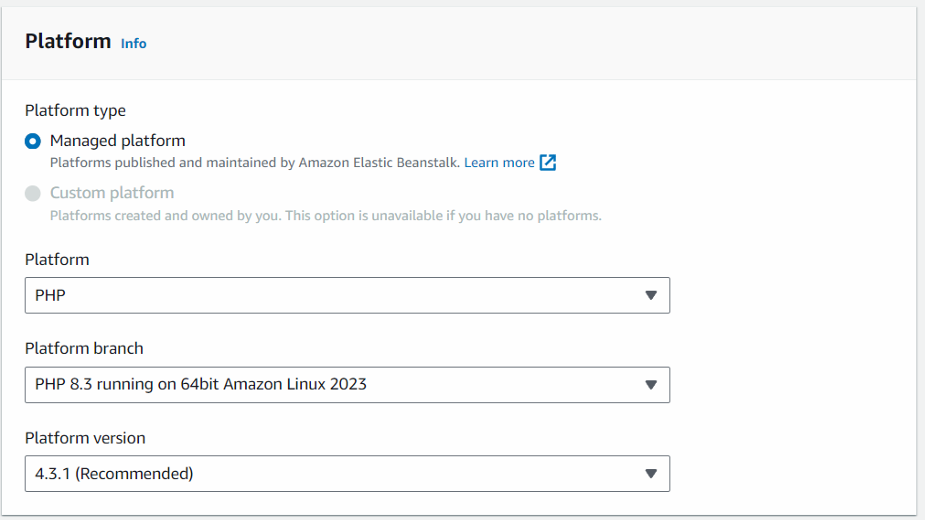 Platform Info
Platform type
Managed platform
Platforms published and maintained by Amazon Elastic Beanstalk. Learn more
Custom platform
Platforms created and owned by you. This option is unavailable if you have no platforms.
Platform
PHP
Platform branch
PHP 8.3 running on 64bit Amazon Linux 2023
Platform version
4.3.1 (Recommended)